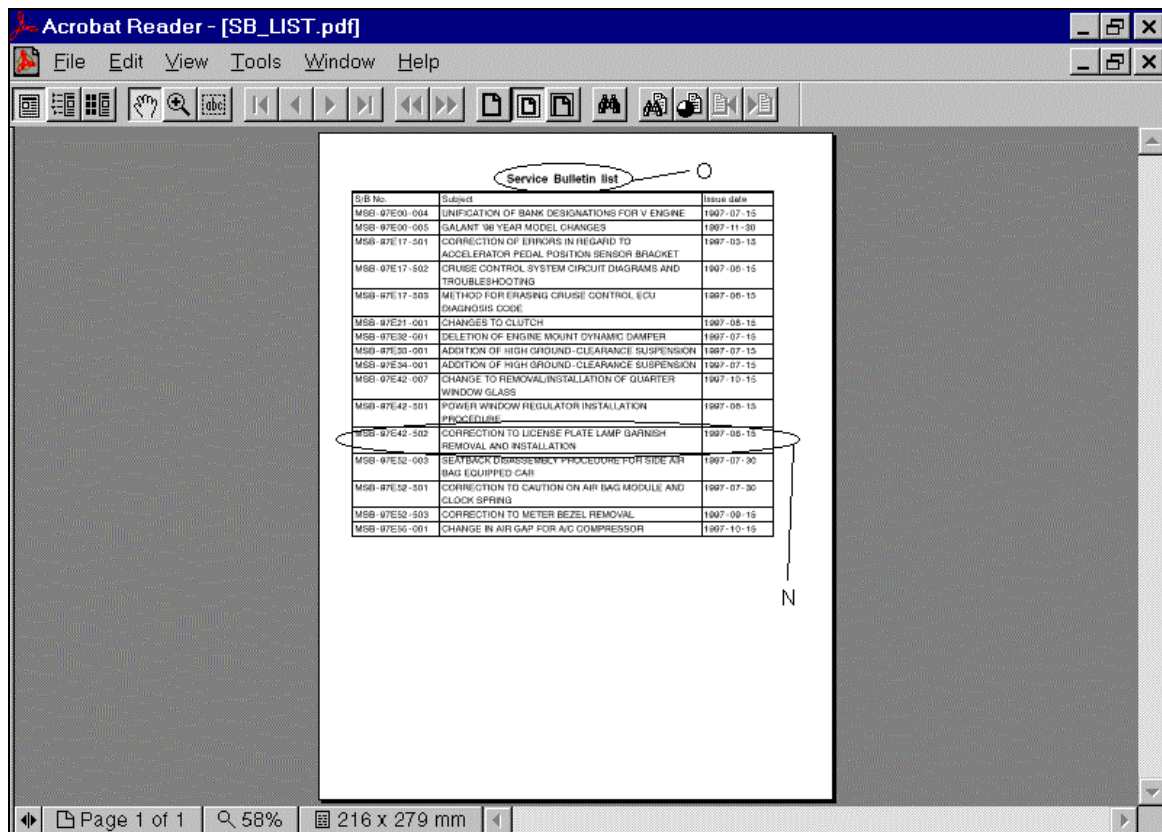 Acrobat Reader - [SB_LIST.pdf]
File Edit View Tools Window Help
abc
Service Bulletin list O
S/B No. Subject Issue date
MSB-97E00-004 UNIFICATION OF BANK DESIGNATIONS FOR V ENGINE 1997-07-15
MSB-97E00-005 GALANT '98 YEAR MODEL CHANGES 1997-11-30
MSB-97E17-501 CORRECTION OF ERRORS IN REGARD TO 1997-03-15
ACCELERATOR PEDAL POSITION SENSOR BRACKET
MSB-97E17-502 CRUISE CONTROL SYSTEM CIRCUIT DIAGRAMS AND 1997-06-15
TROUBLESHOOTING
MSB-97E17-503 METHOD FOR ERASING CRUISE CONTROL ECU 1997-06-15
DIAGNOSIS CODE
MSB-97E21-001 CHANGES TO CLUTCH
MSB-97E32-001 DELETION OF ENGINE MOUNT DYNAMIC DAMPER 1997-07-15
MSB-97E33-001 ADDITION OF HIGH GROUND-CLEARANCE SUSPENSION 1997-07-15
MSB-97E34-001 ADDITION OF HIGH GROUND-CLEARANCE SUSPENSION 1997-07-15
MSB-97E42-007 CHANGE TO REMOVAL/INSTALLATION OF QUARTER 1997-10-15
WINDOW GLASS
MSB-97E42-501 POWER WINDOW REGULATOR INSTALLATION 1997-06-15
PROCEDURE
MSB-97E42-502 CORRECTION TO LICENSE PLATE LAMP GARNISH 1997-06-15
REMOVAL AND INSTALLATION
MSB-97E52-003 SEATBACK DISASSEMBLY PROCEDURE FOR SIDE AIR 1997-07-30
BAG EQUIPPED CAR
MSB-97E52-501 CORRECTION TO CAUTION ON AIR BAG MODULE AND 1997-07-30
CLOCK SPRING
MSB-97E52-503 CORRECTION TO METER BEZEL REMOVAL 1997-09-15
MSB-97E55-001 CHANGE IN AIR GAP FOR A/C COMPRESSOR 1997-10-15
N
Page 1 of 1 58% 216 x 279 mm